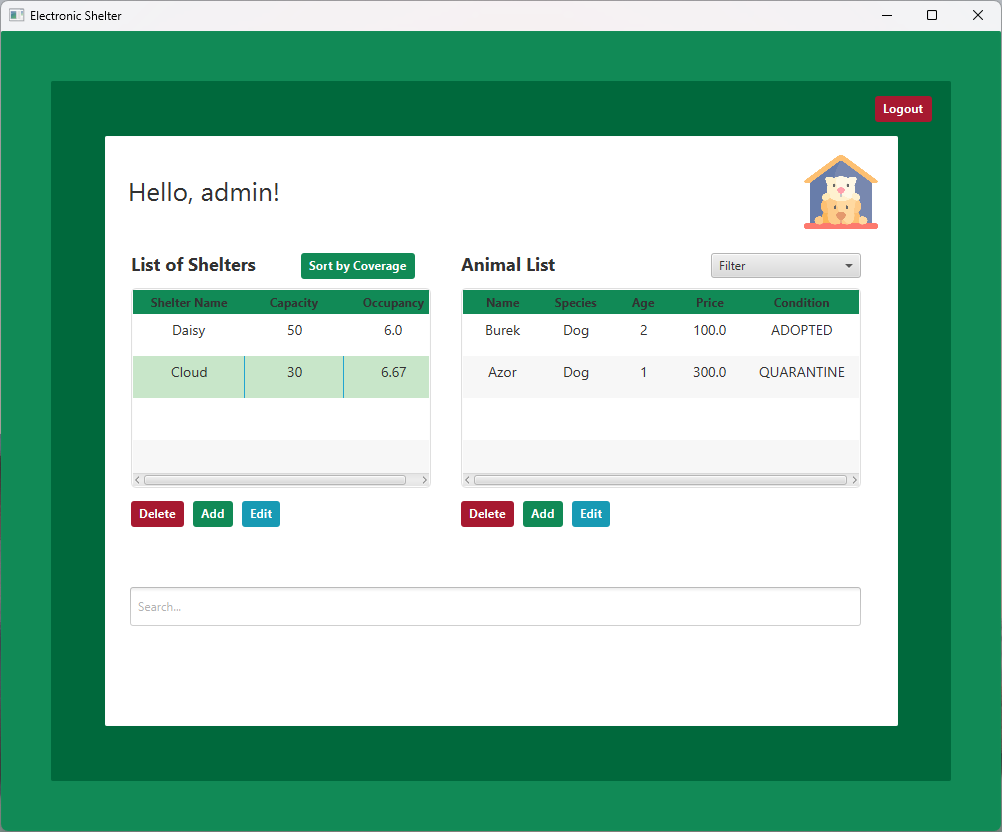 Electronic Shelter
Logout
Hello, admin!
List of Shelters Sort by Coverage
Shelter Name Capacity Occupancy
Daisy 50 6.0
Cloud 30 6.67
Delete Add Edit
Animal List Filter
Name Species Age Price Condition
Burek Dog 2 100.0 ADOPTED
Azor Dog 1 300.0 QUARANTINE
Delete Add Edit
Search...